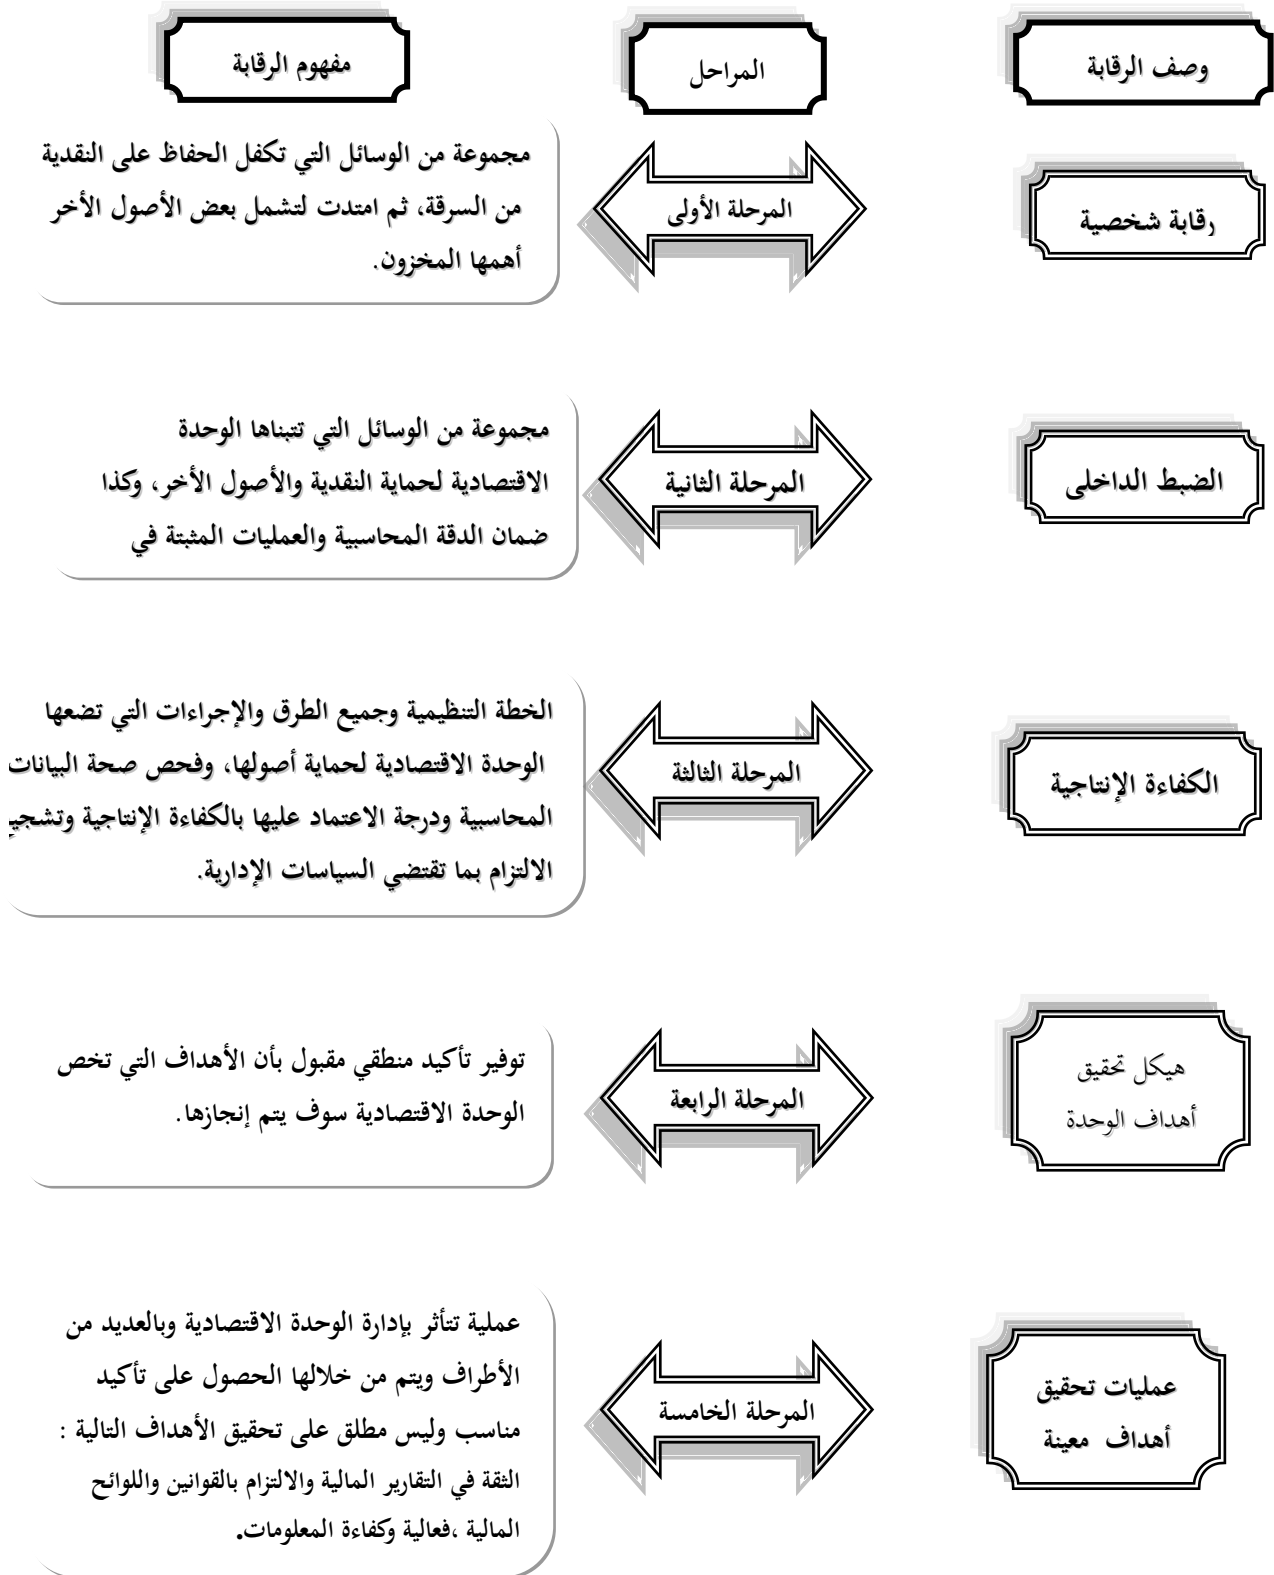 وصف الرقابة
المراحل
مفهوم الرقابة
رقابة شخصية
المرحلة الأولى
مجموعة من الوسائل التي تكفل الحفاظ على النقدية
من السرقة، ثم امتدت لتشمل بعض الأصول الأخر
أهمها المخزون.
الضبط الداخلي
المرحلة الثانية
مجموعة من الوسائل التي تتبناها الوحدة
الاقتصادية لحماية النقدية والأصول الأخر، وكذا
ضمان الدقة المحاسبية والعمليات المثبتة في
الكفاءة الإنتاجية
المرحلة الثالثة
الخطة التنظيمية وجميع الطرق والإجراءات التي تضعها
الوحدة الاقتصادية لحماية أصولها، وفحص صحة البيانات
المحاسبية ودرجة الاعتماد عليها بالكفاءة الإنتاجية وتشجيع
الالتزام بما تقتضي السياسات الإدارية.
هيكل تحقيق
أهداف الوحدة
المرحلة الرابعة
توفير تأكيد منطقي مقبول بأن الأهداف التي تخص
الوحدة الاقتصادية سوف يتم إنجازها.
عمليات تحقيق
أهداف معينة
المرحلة الخامسة
عملية تتأثر بإدارة الوحدة الاقتصادية وبالعديد من
الأطراف ويتم من خلالها الحصول على تأكيد
مناسب وليس مطلق على تحقيق الأهداف التالية :
الثقة في التقارير المالية والالتزام بالقوانين واللوائح
المالية ،فعالية وكفاءة المعلومات.